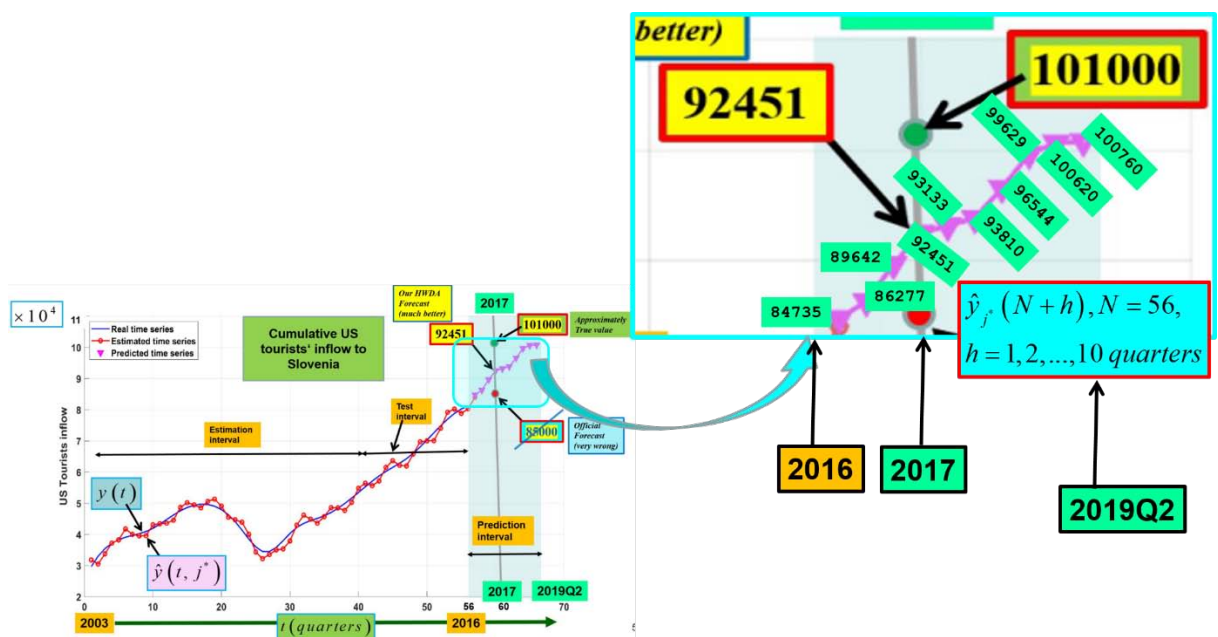 × 10⁴
11
10
9
8
7
6
5
4
3
2
US Tourists inflow
Real time series
Estimated time series
Predicted time series
Cumulative US
tourists' inflow to
Slovenia
Our HWDA
Forecast
(much better)
92451
2017
101000
Approximately
True value
85000
Official
Forecast
(very wrong)
Estimation
interval
Test
interval
Prediction
interval
y(t)
ŷ(t, j*)
2017
2019Q2
0
10
20
30
40
50
56
60
70
2003
t (quarters)
2016
better)
92451
101000
99629
100760
100620
93133
96544
93810
92451
89642
86277
84735
ŷ_j* (N + h), N = 56,
h = 1, 2, ..., 10 quarters
2016
2017
2019Q2